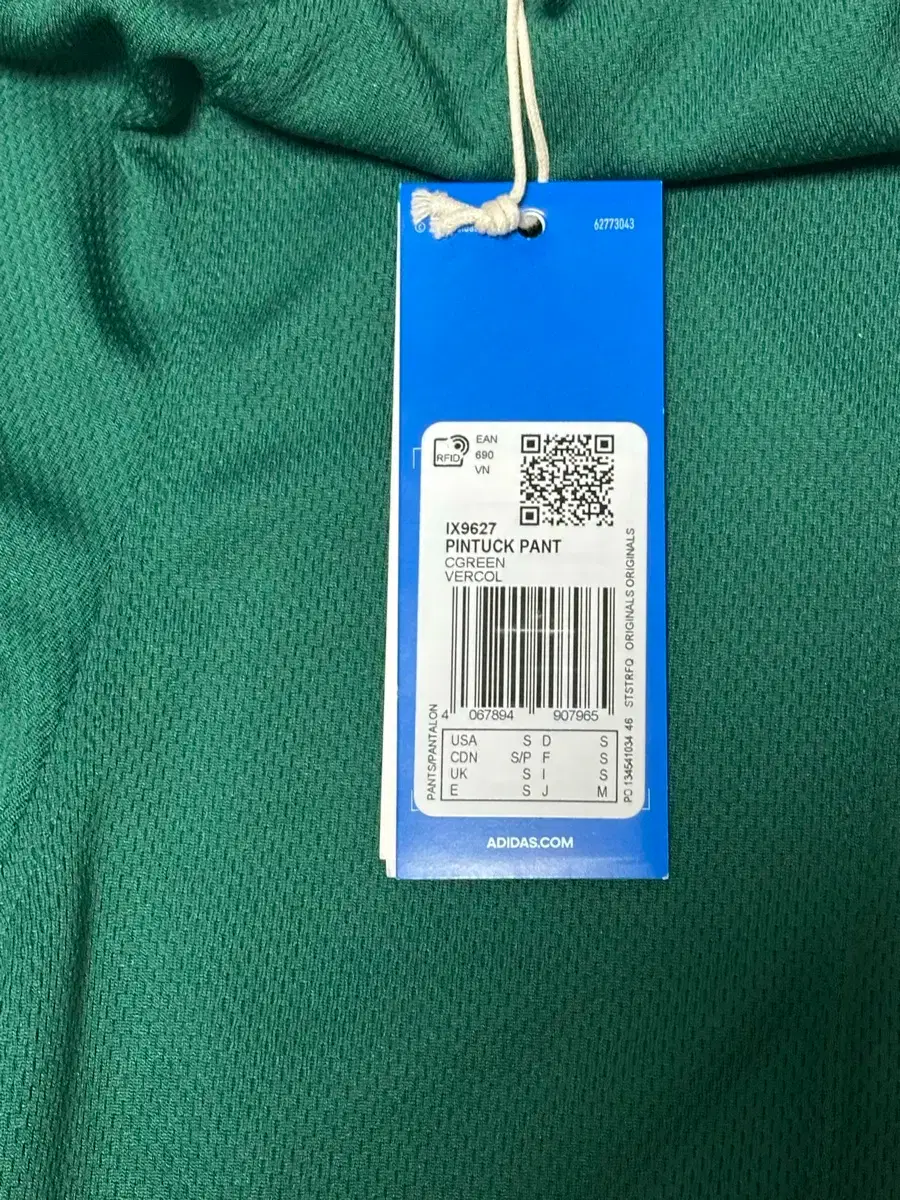 62773043
RFID
EAN
690
VN
IX9627
PINTUCK PANT
CGREEN
VERCOL
4 067894 907965
USA S D S
CDN S/P F S
UK S I S
E S J M
PANTS/PANTALON
PO 134541034 46 STSTRFQ ORIGINALS ORIGINALS
ADIDAS.COM